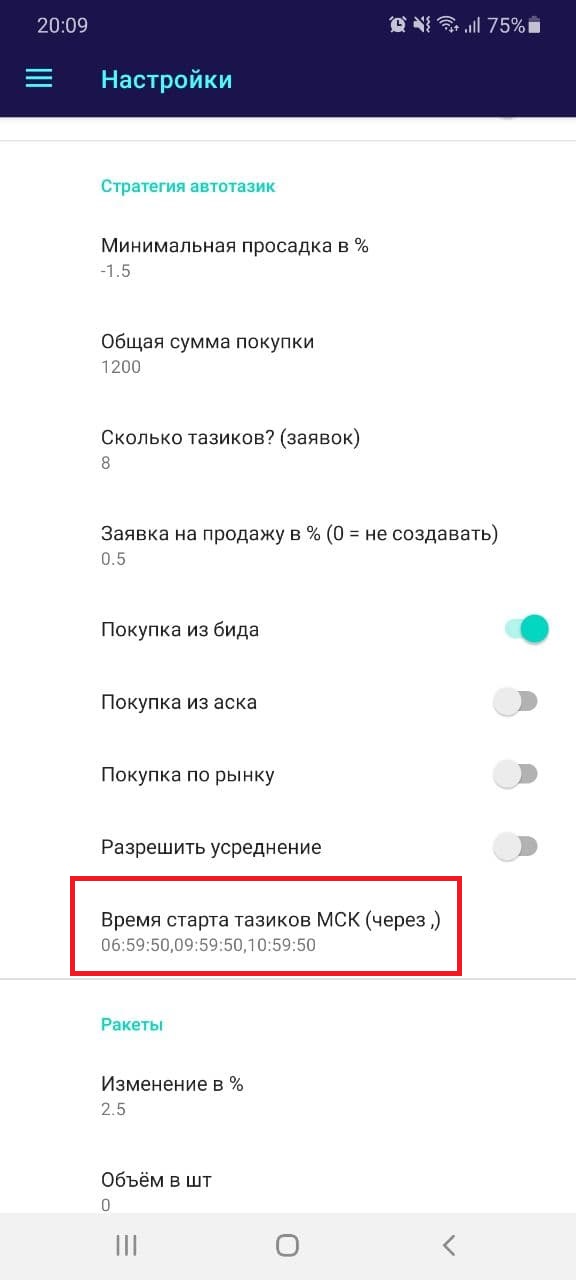 20:09
75%
Настройки
Стратегия автотазик
Минимальная просадка в %
-1.5
Общая сумма покупки
1200
Сколько тазиков? (заявок)
8
Заявка на продажу в % (0 = не создавать)
0.5
Покупка из бида
Покупка из аска
Покупка по рынку
Разрешить усреднение
Время старта тазиков МСК (через ,)
06:59:50,09:59:50,10:59:50
Ракеты
Изменение в %
2.5
Объём в шт
0